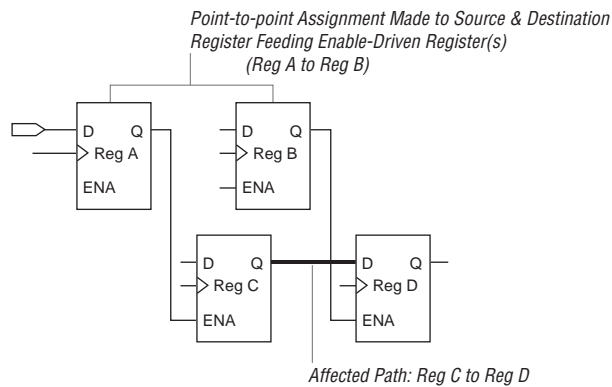 Point-to-point Assignment Made to Source & Destination
Register Feeding Enable-Driven Register(s)
(Reg A to Reg B)
D Q
Reg A
ENA
D Q
Reg B
ENA
D Q
Reg C
ENA
D Q
Reg D
ENA
Affected Path: Reg C to Reg D